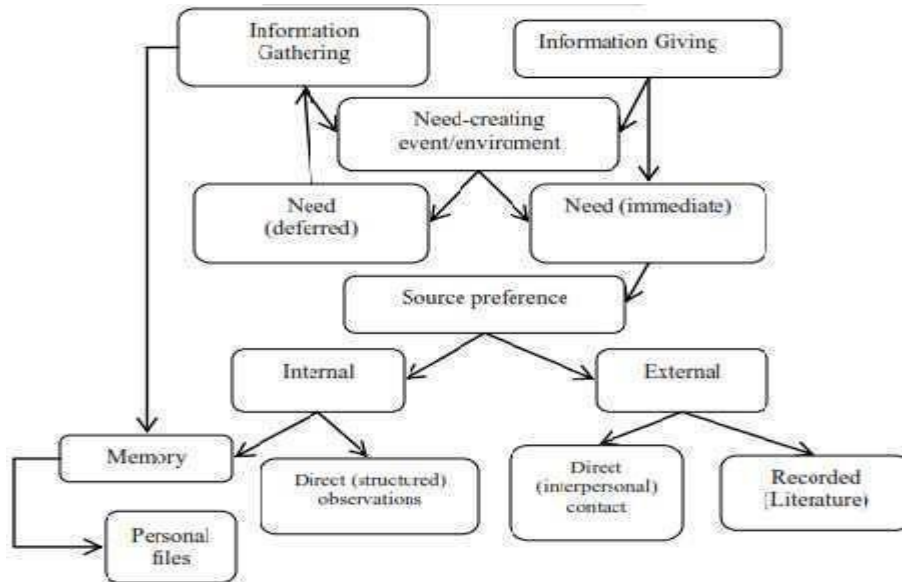 Information
Gathering
Information Giving
Need-creating
event/enviroment
Need
(deferred)
Need (immediate)
Source preference
Internal
External
Memory
Direct (structured)
observations
Direct
(interpersonal)
contact
Recorded
[Literature)
Personal
files